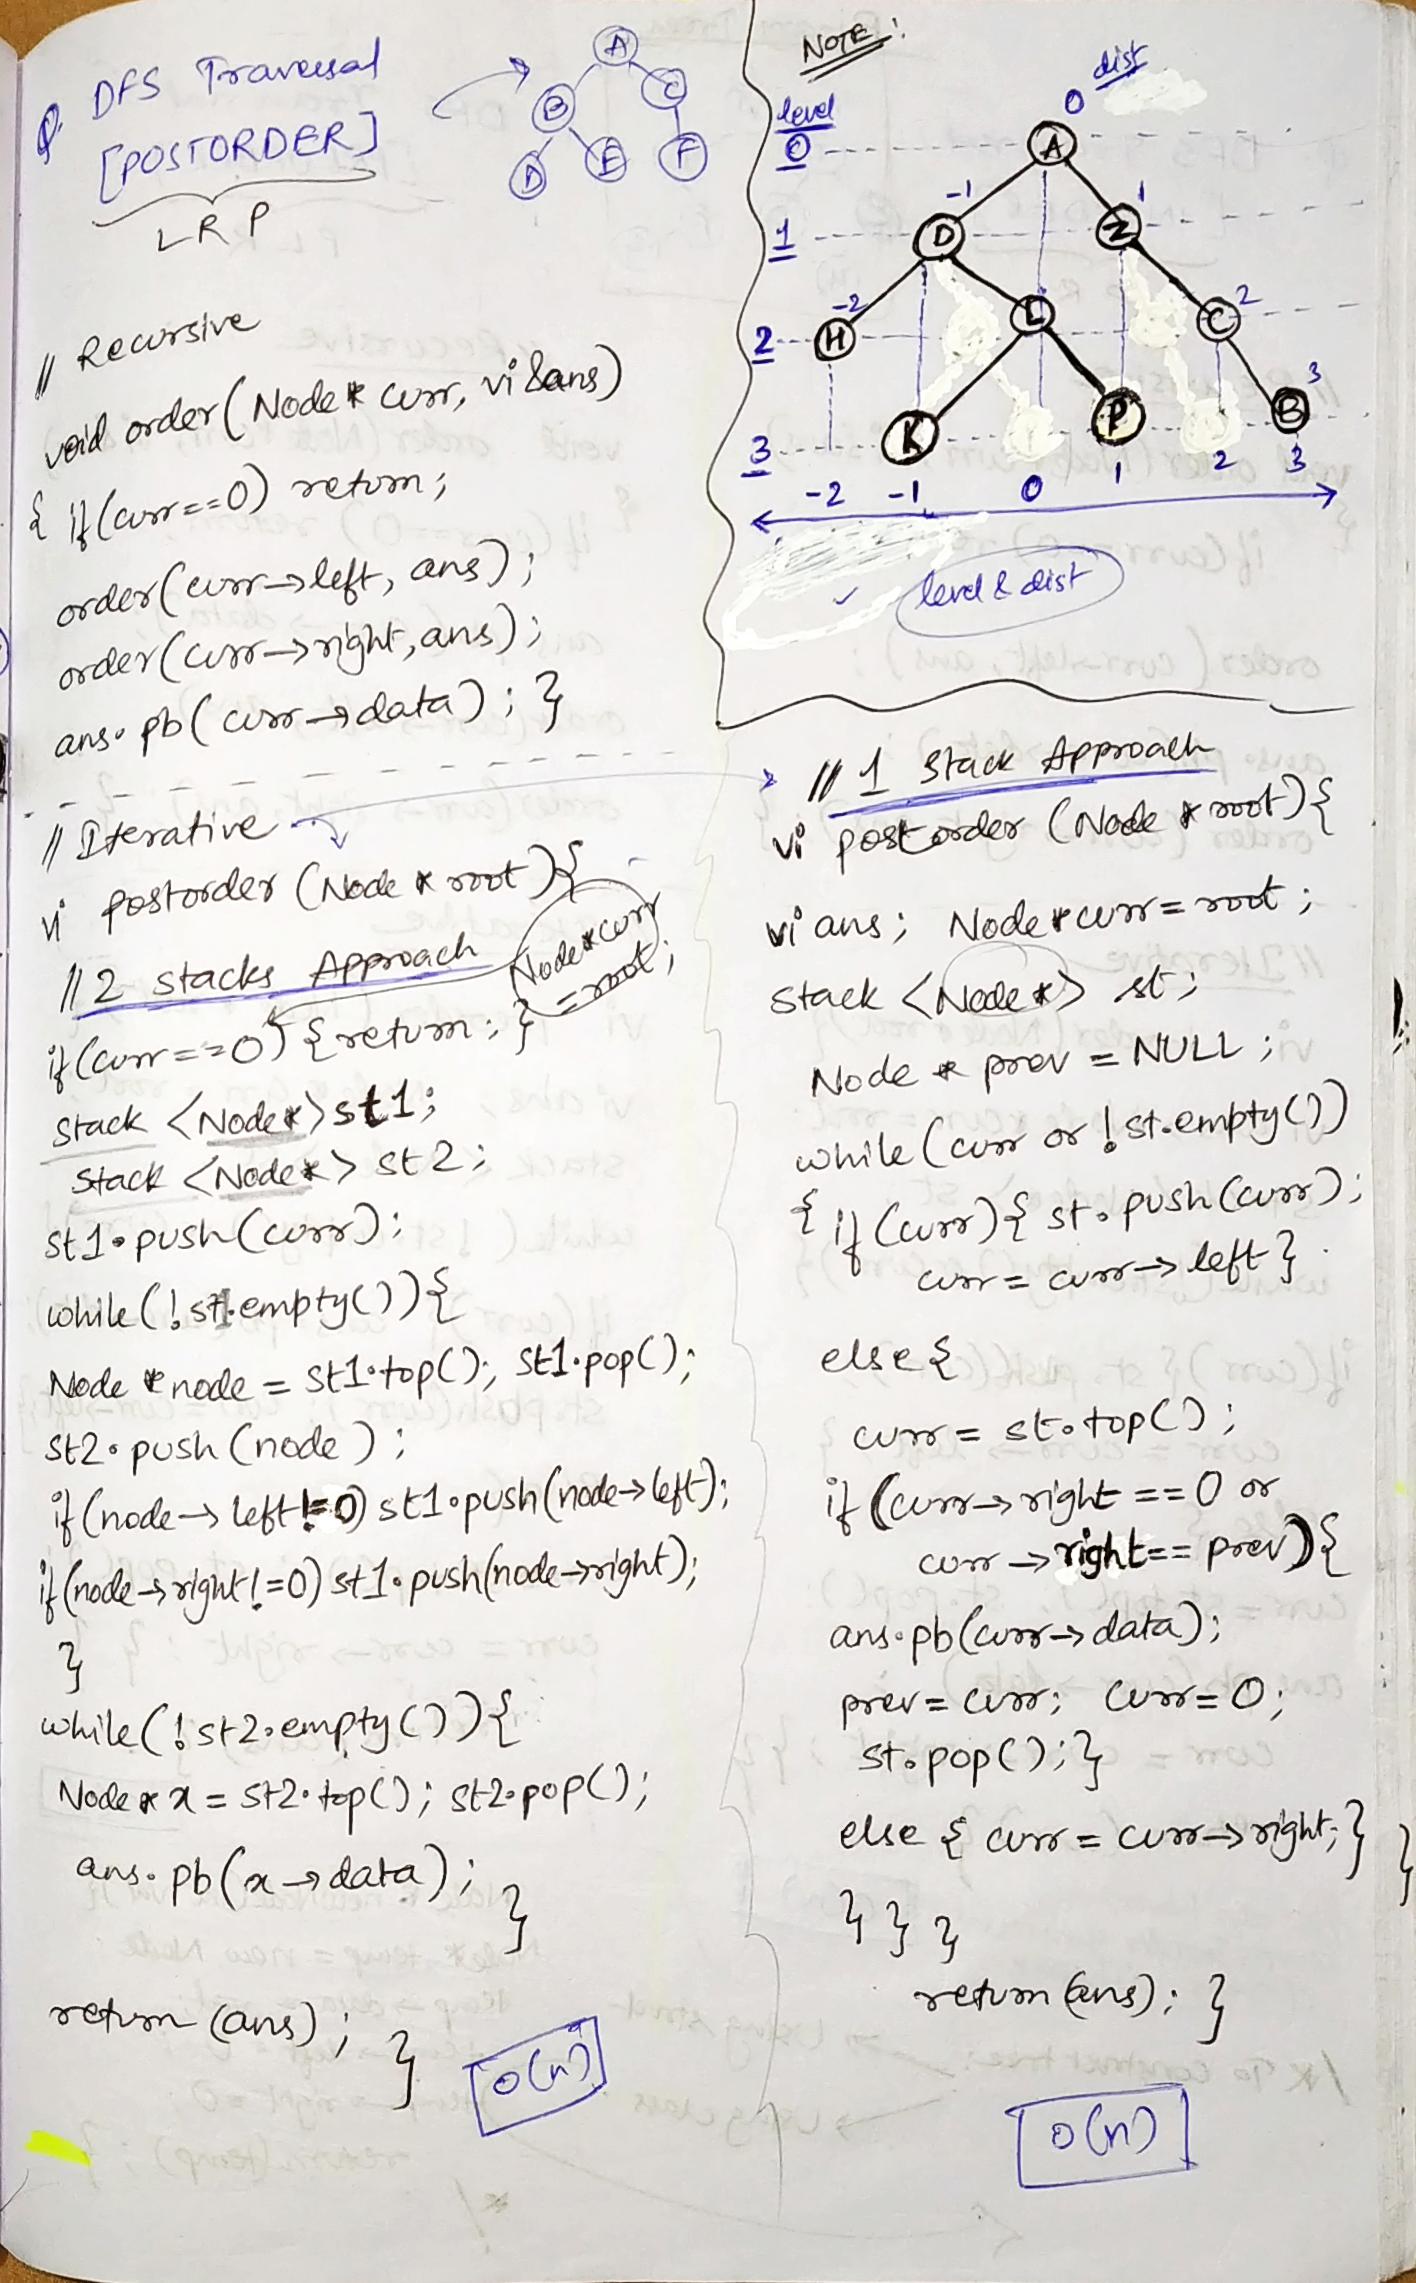 Q. DFS Traversal
[POSTORDER]
LRP
A
B C
D E F
// Recursive
void order(Node* curr, vi &ans)
{ if(curr==0) return;
order(curr→left, ans);
order(curr→right, ans);
ans.pb(curr→data); }
// Iterative
vi postorder (Node * root){
// 2 stacks Approach
Node*curr
=root;
if(curr==0) {return;}
stack <Node*> st1;
stack <Node*> st2;
st1.push(curr);
while(!st1.empty()){
Node *node = st1.top(); st1.pop();
st2.push(node);
if(node→left!=0) st1.push(node→left);
if(node→right!=0) st1.push(node→right);
}
while(!st2.empty()){
Node * x = st2.top(); st2.pop();
ans.pb(x→data);
}
return (ans); }
O(n)
NOTE:
level dist
0 0 A
1 -1 D Z 1
2 -2 H L C 2
3 K P B 3
-2 -1 0 1 2 3
level & dist
// 1 Stack Approach
vi postorder (Node * root){
vi ans; Node*curr = root;
stack <Node*> st;
Node * prev = NULL;
while(curr or !st.empty())
{ if(curr){ st.push(curr);
curr = curr→left}
else{
curr = st.top();
if(curr→right == 0 or
curr→right== prev){
ans.pb(curr→data);
prev = curr; curr=0;
st.pop();}
else { curr = curr→right;} }
} } }
return (ans); }
O(n)